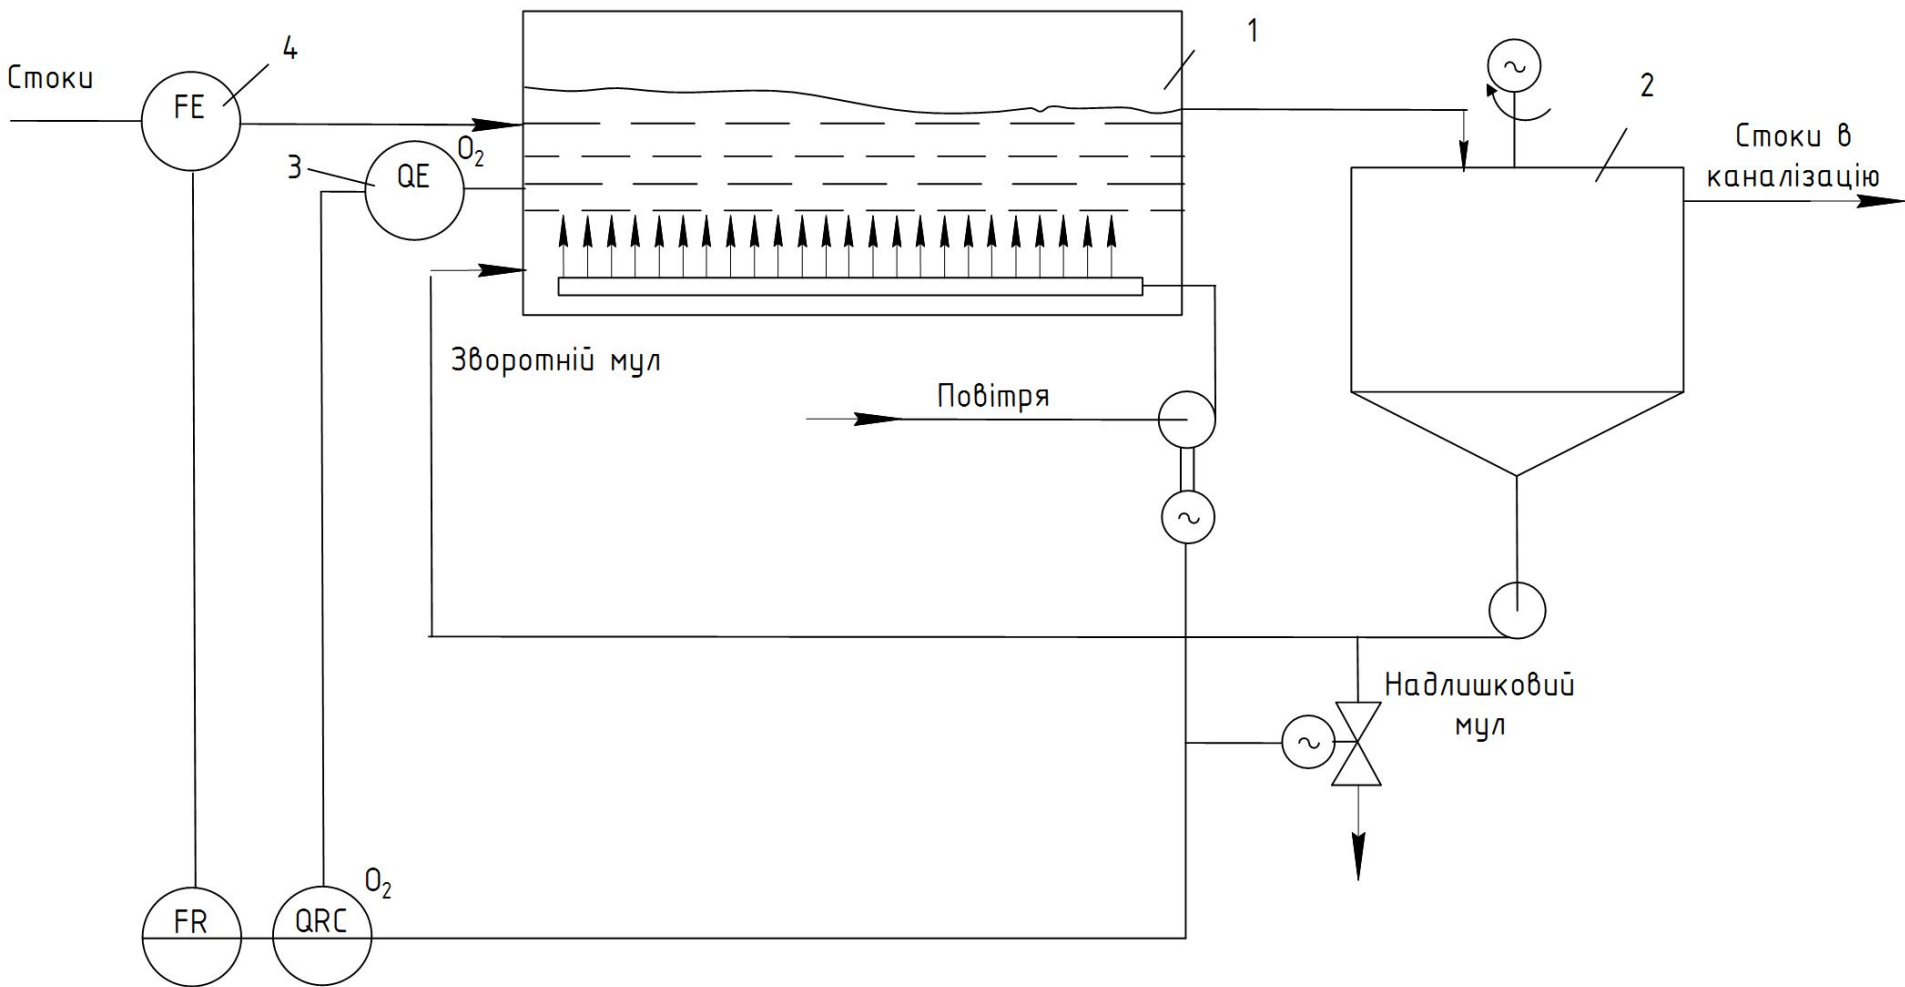 Стоки
4
FE
1
2
Стоки в
каналізацію
3
QE
O₂
Зворотній мул
Повітря
Надлишковий
мул
FR
QRC
O₂